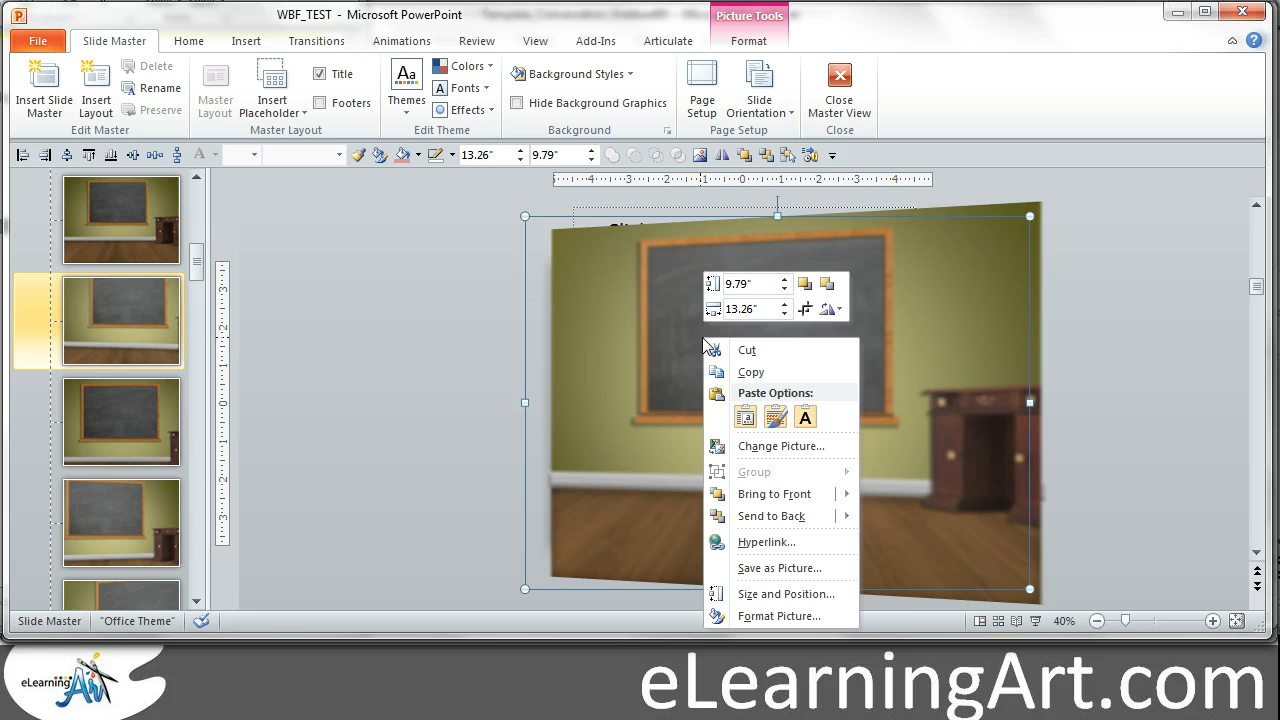 WBF_TEST - Microsoft PowerPoint
Picture Tools
File Slide Master Home Insert Transitions Animations Review View Add-Ins Articulate Format
Insert Slide Master
Insert Layout
Delete
Rename
Preserve
Edit Master
Master Layout
Insert Placeholder
Title
Footers
Master Layout
Themes
Colors
Fonts
Effects
Edit Theme
Background Styles
Hide Background Graphics
Background
Page Setup
Slide Orientation
Page Setup
Close Master View
Close
13.26" 9.79"
9.79"
13.26"
Cut
Copy
Paste Options:
Change Picture...
Group
Bring to Front
Send to Back
Hyperlink...
Save as Picture...
Size and Position...
Format Picture...
Slide Master "Office Theme" 40%
eLearningArt
eLearningArt.com